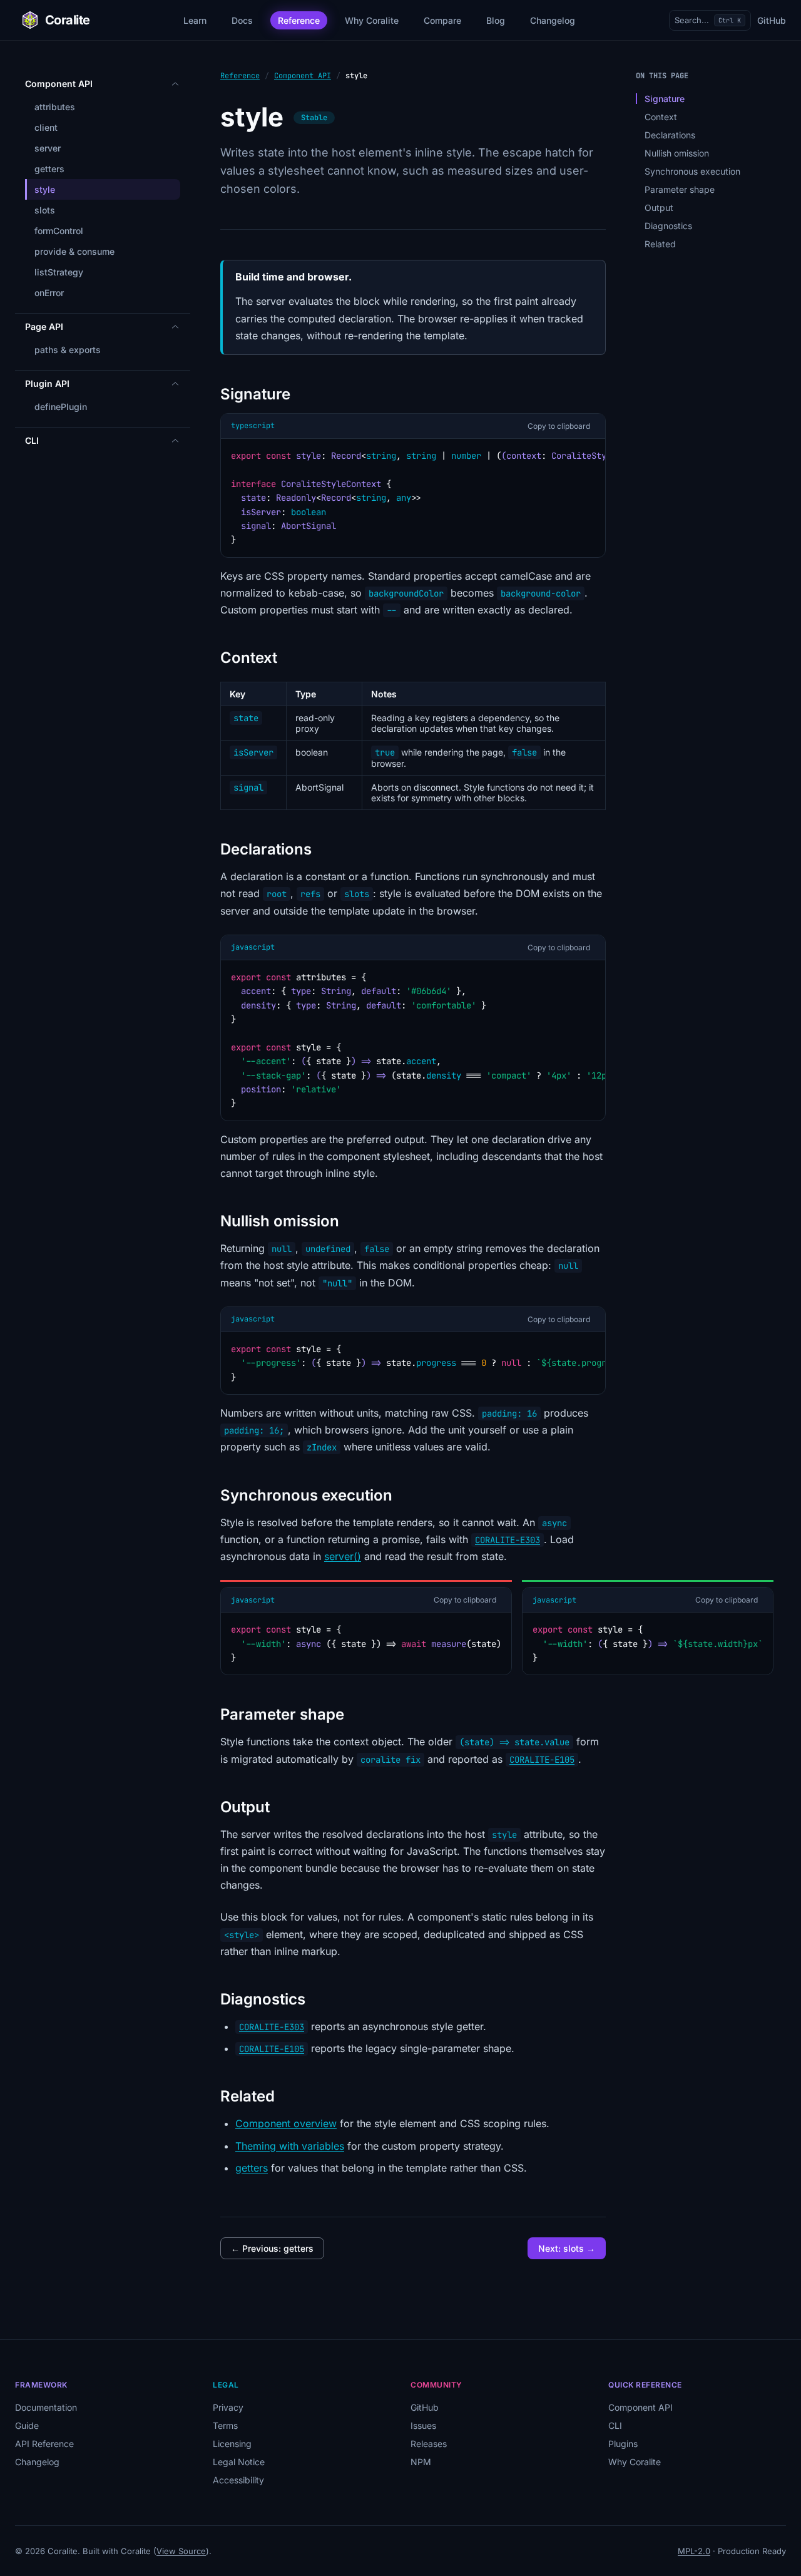 Coralite
Learn
Docs
Reference
Why Coralite
Compare
Blog
Changelog
Search... Ctrl K
GitHub
Component API
attributes
client
server
getters
style
slots
formControl
provide & consume
listStrategy
onError
Page API
paths & exports
Plugin API
definePlugin
CLI
Reference / Component API / style
style Stable
Writes state into the host element's inline style. The escape hatch for
values a stylesheet cannot know, such as measured sizes and user-
chosen colors.
Build time and browser.
The server evaluates the block while rendering, so the first paint already
carries the computed declaration. The browser re-applies it when tracked
state changes, without re-rendering the template.
Signature
typescript Copy to clipboard
export const style: Record<string, string | number | ((context: CoraliteSty
interface CoraliteStyleContext {
state: Readonly<Record<string, any>>
isServer: boolean
signal: AbortSignal
}
Keys are CSS property names. Standard properties accept camelCase and are
normalized to kebab-case, so backgroundColor becomes background-color.
Custom properties must start with -- and are written exactly as declared.
Context
Key Type Notes
state read-only proxy Reading a key registers a dependency, so the
declaration updates when that key changes.
isServer boolean true while rendering the page, false in the
browser.
signal AbortSignal Aborts on disconnect. Style functions do not need it; it
exists for symmetry with other blocks.
Declarations
A declaration is a constant or a function. Functions run synchronously and must
not read root, refs or slots: style is evaluated before the DOM exists on the
server and outside the template update in the browser.
javascript Copy to clipboard
export const attributes = {
accent: { type: String, default: '#06b6d4' },
density: { type: String, default: 'comfortable' }
}
export const style = {
'--accent': ({ state }) => state.accent,
'--stack-gap': ({ state }) => (state.density === 'compact' ? '4px' : '12p
position: 'relative'
}
Custom properties are the preferred output. They let one declaration drive any
number of rules in the component stylesheet, including descendants that the host
cannot target through inline style.
Nullish omission
Returning null, undefined, false or an empty string removes the declaration
from the host style attribute. This makes conditional properties cheap: null
means "not set", not "null" in the DOM.
javascript Copy to clipboard
export const style = {
'--progress': ({ state }) => state.progress === 0 ? null : `${state.progr
}
Numbers are written without units, matching raw CSS. padding: 16 produces
padding: 16;, which browsers ignore. Add the unit yourself or use a plain
property such as zIndex where unitless values are valid.
Synchronous execution
Style is resolved before the template renders, so it cannot wait. An async
function, or a function returning a promise, fails with CORALITE-E303. Load
asynchronous data in server() and read the result from state.
javascript Copy to clipboard
export const style = {
'--width': async ({ state }) => await measure(state)
}
javascript Copy to clipboard
export const style = {
'--width': ({ state }) => `${state.width}px`
}
Parameter shape
Style functions take the context object. The older (state) => state.value form
is migrated automatically by coralite fix and reported as CORALITE-E105.
Output
The server writes the resolved declarations into the host style attribute, so the
first paint is correct without waiting for JavaScript. The functions themselves stay
in the component bundle because the browser has to re-evaluate them on state
changes.
Use this block for values, not for rules. A component's static rules belong in its
<style> element, where they are scoped, deduplicated and shipped as CSS
rather than inline markup.
Diagnostics
• CORALITE-E303 reports an asynchronous style getter.
• CORALITE-E105 reports the legacy single-parameter shape.
Related
• Component overview for the style element and CSS scoping rules.
• Theming with variables for the custom property strategy.
• getters for values that belong in the template rather than CSS.
← Previous: getters
Next: slots →
ON THIS PAGE
Signature
Context
Declarations
Nullish omission
Synchronous execution
Parameter shape
Output
Diagnostics
Related
FRAMEWORK
Documentation
Guide
API Reference
Changelog
LEGAL
Privacy
Terms
Licensing
Legal Notice
Accessibility
COMMUNITY
GitHub
Issues
Releases
NPM
QUICK REFERENCE
Component API
CLI
Plugins
Why Coralite
© 2026 Coralite. Built with Coralite (View Source).
MPL-2.0 · Production Ready